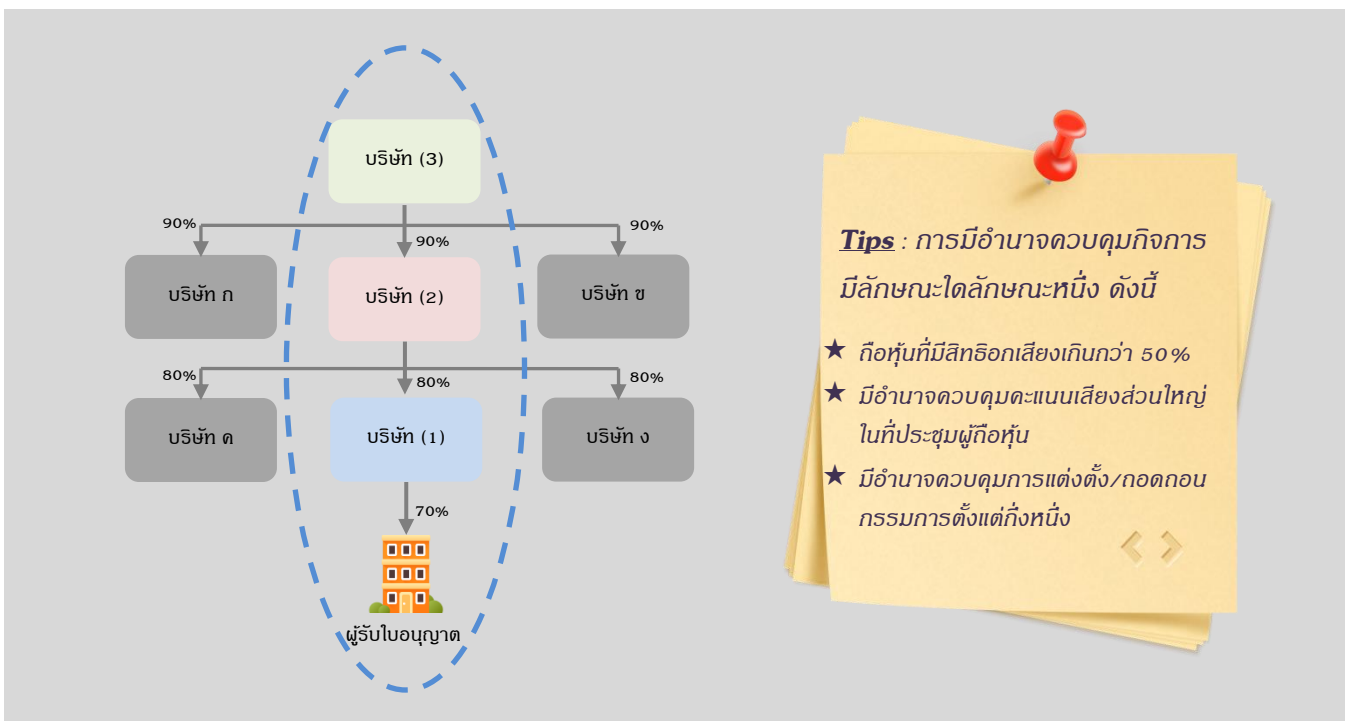 บริษัท (3)
90%
90%
90%
บริษัท ก
บริษัท (2)
บริษัท ข
80%
80%
80%
บริษัท ค
บริษัท (1)
บริษัท ง
70%
ผู้รับใบอนุญาต
Tips : การมีอำนาจควบคุมกิจการ
มีลักษณะใดลักษณะหนึ่ง ดังนี้
★ ถือหุ้นที่มีสิทธิออกเสียงเกินกว่า 50%
★ มีอำนาจควบคุมคะแนนเสียงส่วนใหญ่
ในที่ประชุมผู้ถือหุ้น
★ มีอำนาจควบคุมการแต่งตั้ง/ถอดถอน
กรรมการตั้งแต่กึ่งหนึ่ง